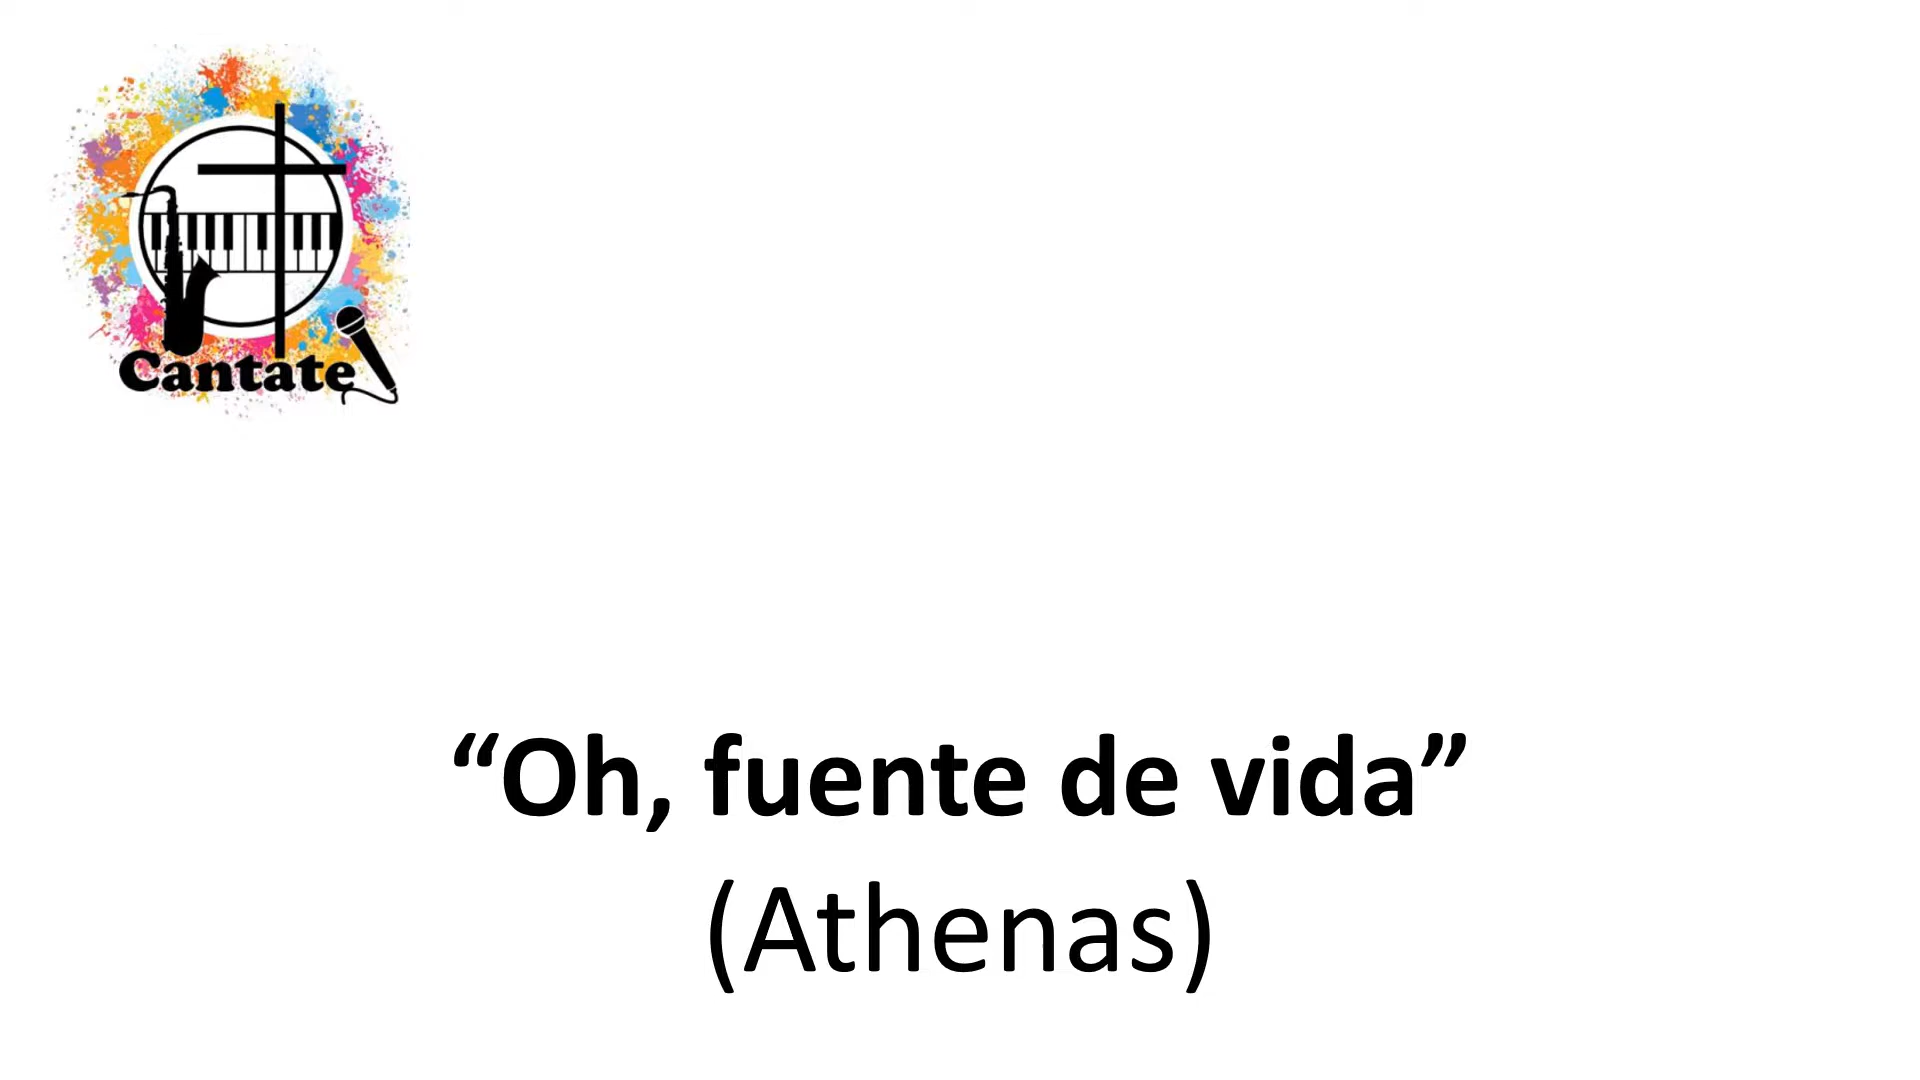 Cantate
“Oh, fuente de vida”
(Athenas)